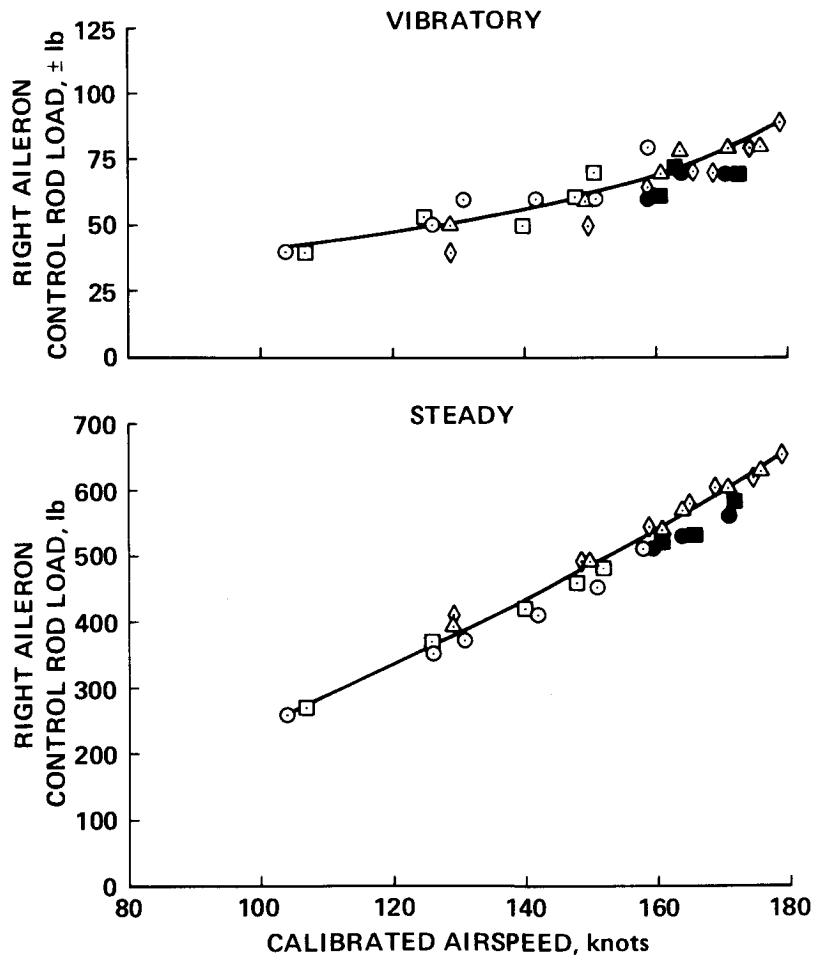 VIBRATORY
RIGHT AILERON
CONTROL ROD LOAD, ± lb
125
100
75
50
25
0
STEADY
RIGHT AILERON
CONTROL ROD LOAD, lb
700
600
500
400
300
200
100
0
80 100 120 140 160 180
CALIBRATED AIRSPEED, knots